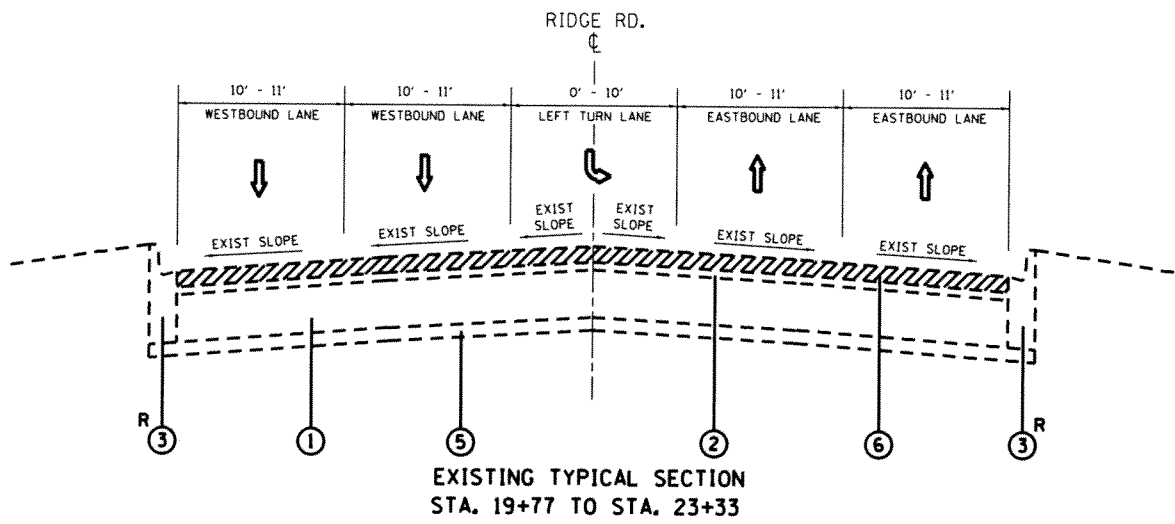 RIDGE RD.
℄
10' - 11' 10' - 11' 0' - 10' 10' - 11' 10' - 11'
WESTBOUND LANE WESTBOUND LANE LEFT TURN LANE EASTBOUND LANE EASTBOUND LANE
EXIST SLOPE EXIST SLOPE EXIST SLOPE EXIST SLOPE EXIST SLOPE EXIST SLOPE
R 3 1 5 2 6 3 R
EXISTING TYPICAL SECTION
STA. 19+77 TO STA. 23+33